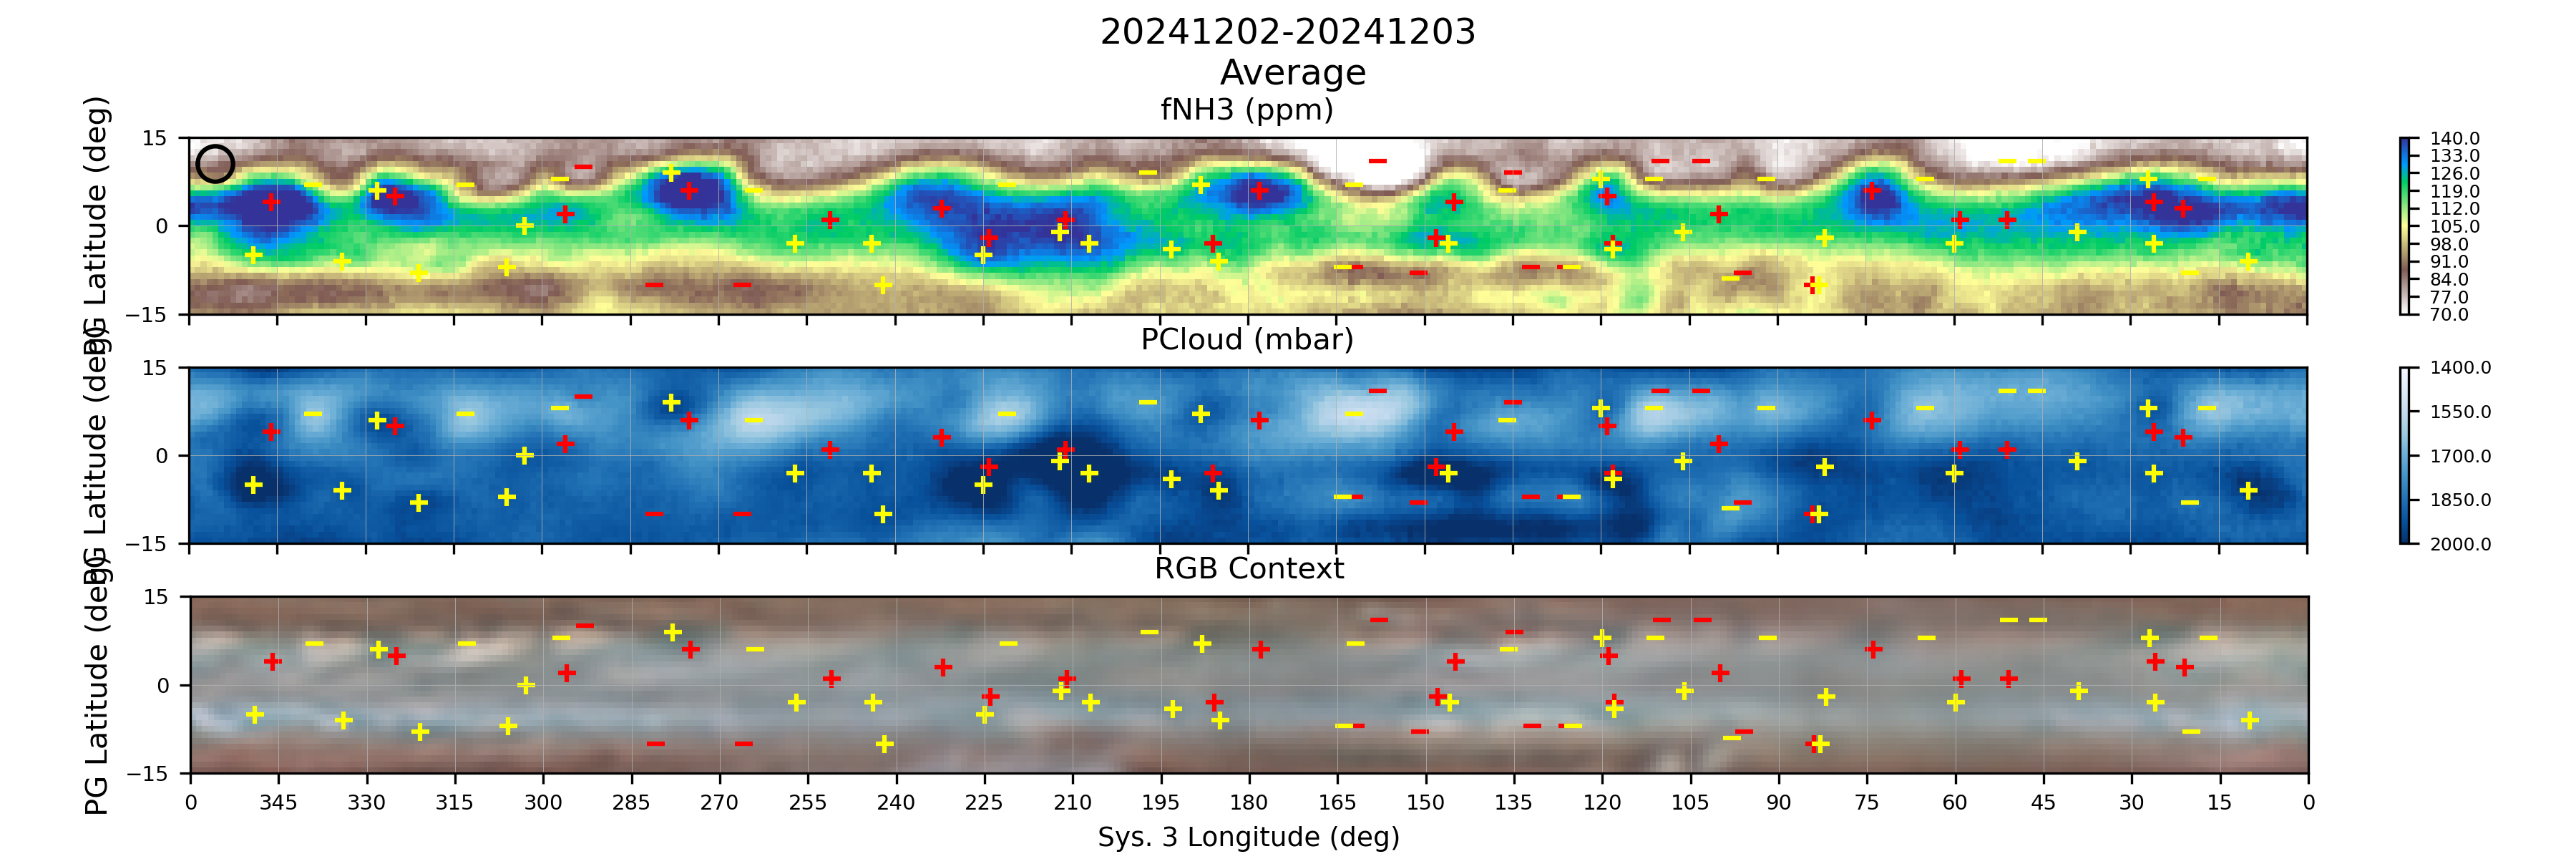 20241202-20241203
Average
fNH3 (ppm)
PG Latitude (deg)
15
0
−15
140.0
133.0
126.0
119.0
112.0
105.0
98.0
91.0
84.0
77.0
70.0
PCloud (mbar)
PG Latitude (deg)
15
0
−15
1400.0
1550.0
1700.0
1850.0
2000.0
RGB Context
PG Latitude (deg)
15
0
−15
0 345 330 315 300 285 270 255 240 225 210 195 180 165 150 135 120 105 90 75 60 45 30 15 0
Sys. 3 Longitude (deg)